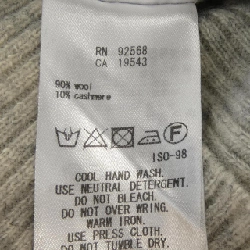 RN 92568
CA 19543
90% wool
10% cashmere
ISO-98
COOL HAND WASH.
USE NEUTRAL DETERGENT.
DO NOT BLEACH
DO NOT OVER WRING.
WARM IRON.
USE PRESS CLOTH.
DO NOT TUMBLE DRY.